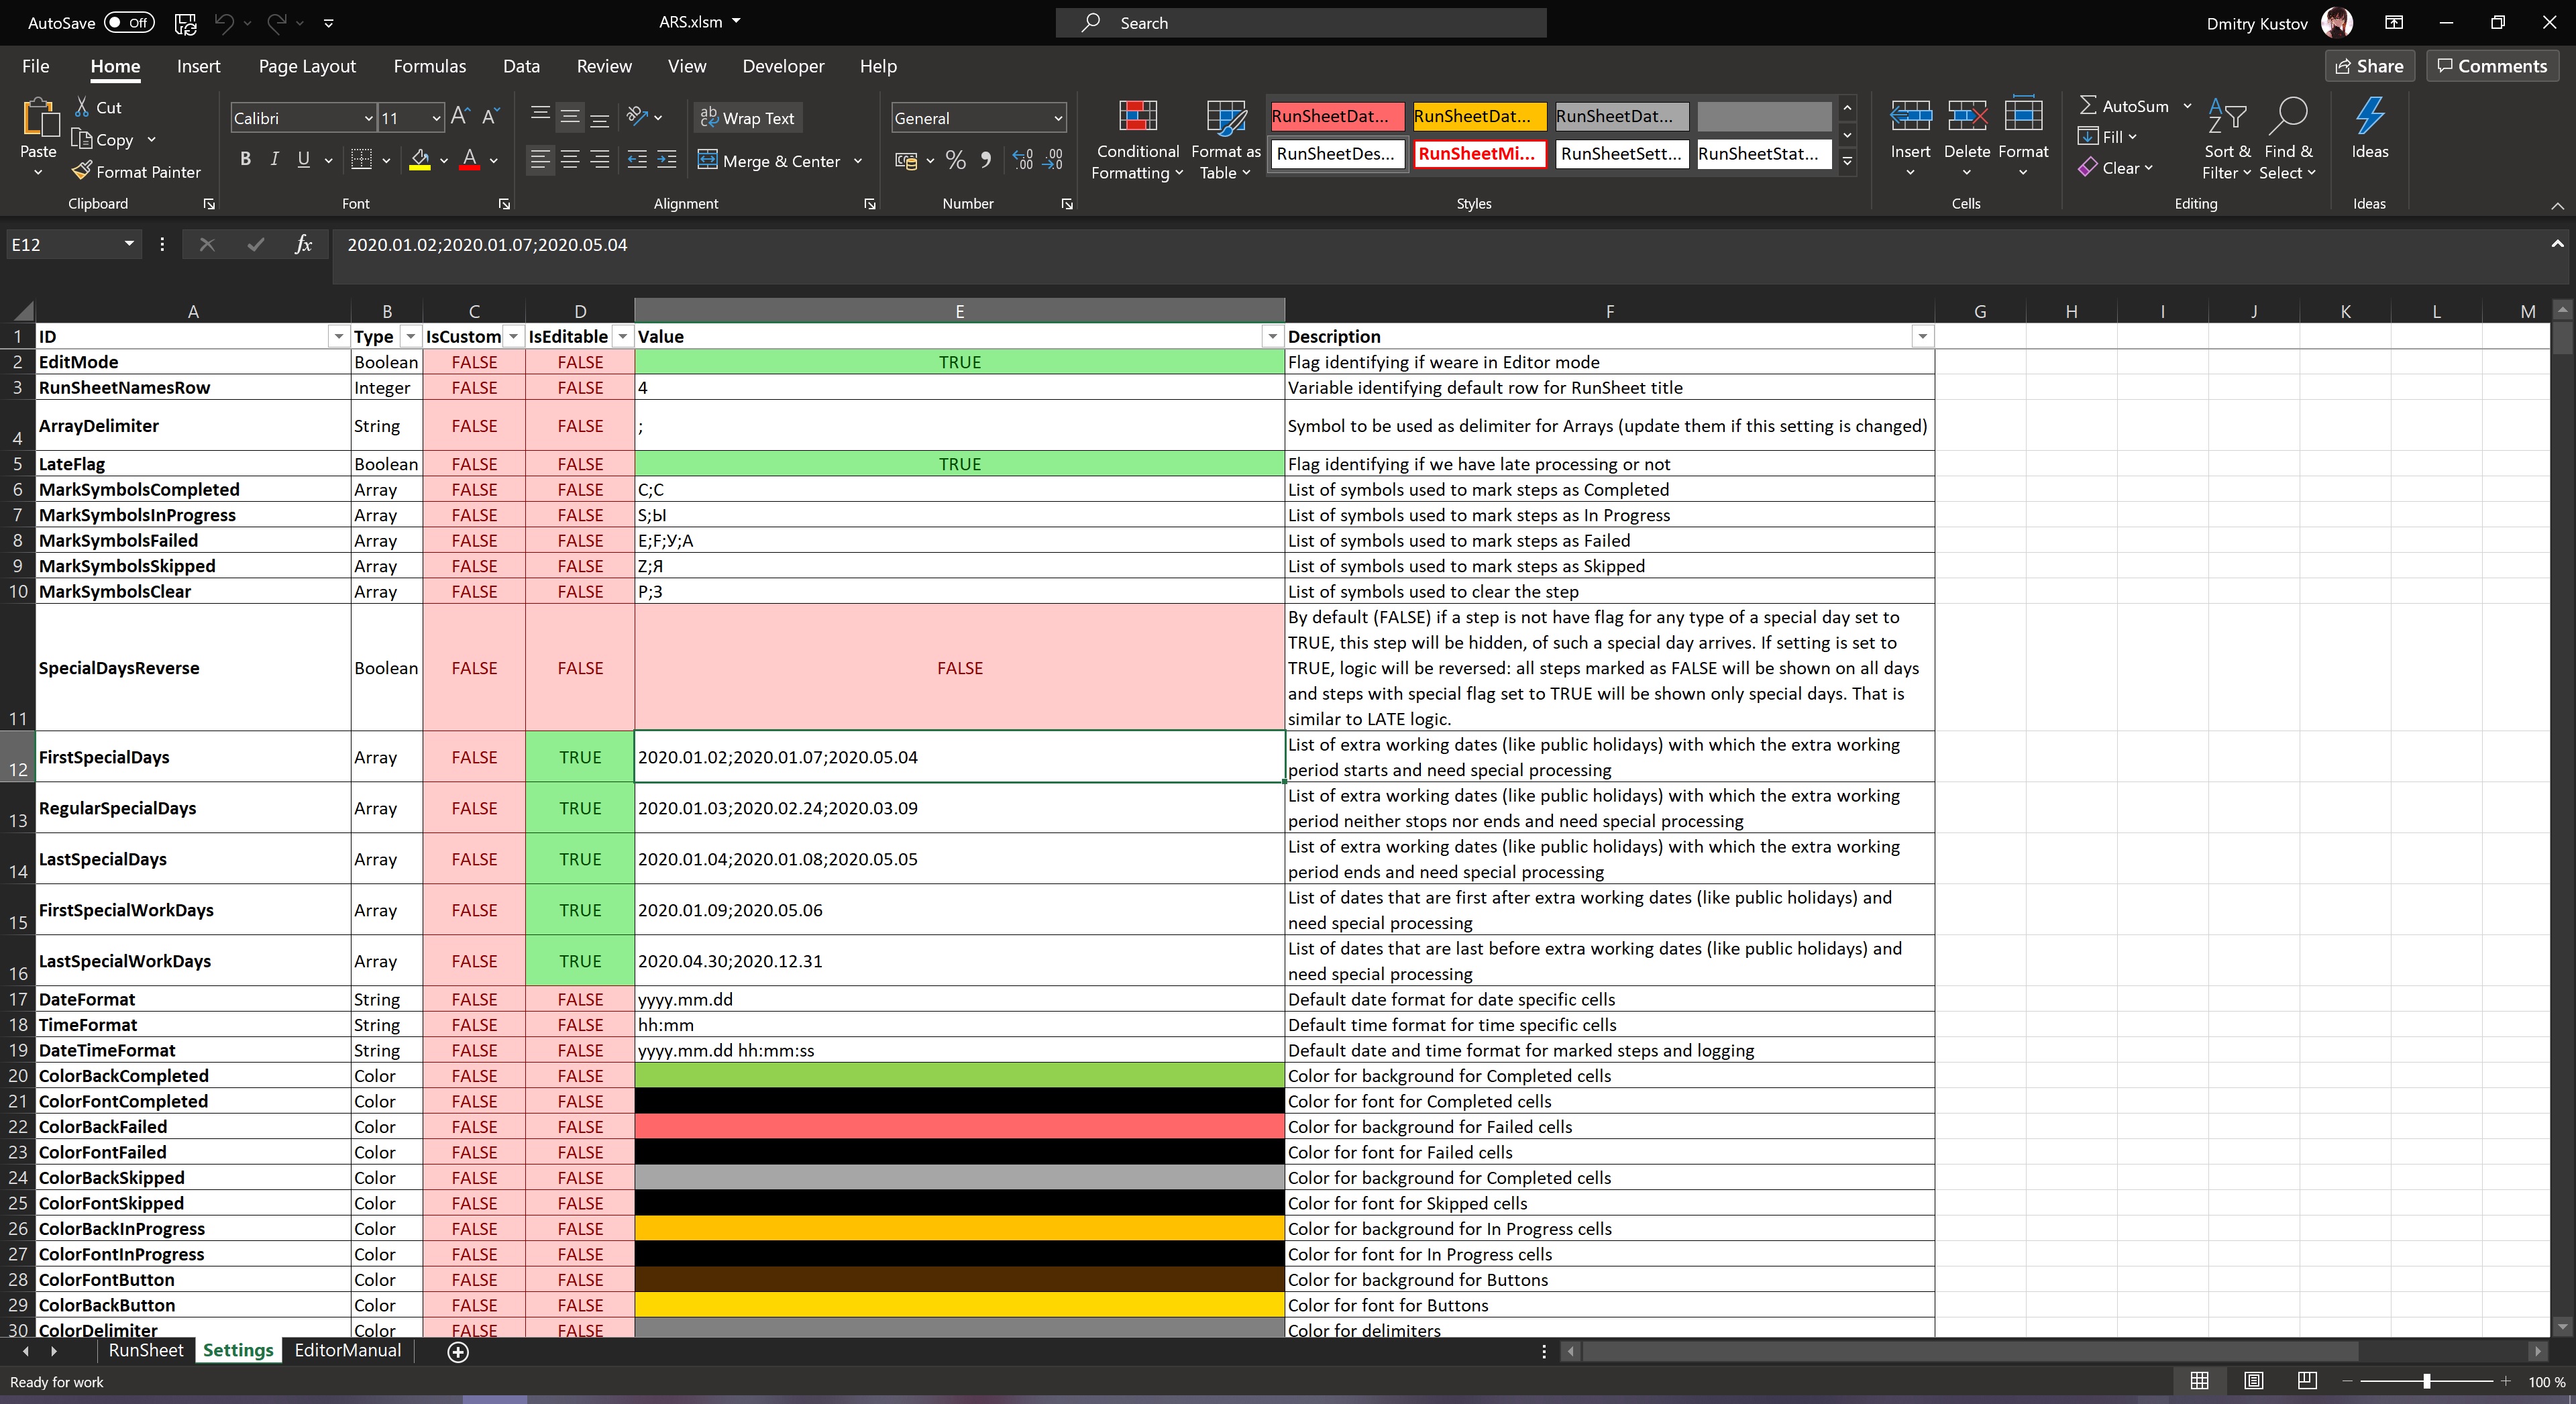 AutoSave Off ARS.xlsm Search Dmitry Kustov
File Home Insert Page Layout Formulas Data Review View Developer Help Share Comments
Paste Cut Copy Format Painter Clipboard
Calibri 11 B I U A Font
ab Wrap Text Merge & Center Alignment
General % Number
Conditional Formatting Format as Table
RunSheetDat... RunSheetDat... RunSheetDat...
RunSheetDes... RunSheetMi... RunSheetSett... RunSheetStat...
Styles
Insert Delete Format Cells
AutoSum Fill Clear Sort & Filter Find & Select Editing
Ideas Ideas
E12 fx 2020.01.02;2020.01.07;2020.05.04
A B C D E F G H I J K L M
1 ID Type IsCustom IsEditable Value Description
2 EditMode Boolean FALSE FALSE TRUE Flag identifying if weare in Editor mode
3 RunSheetNamesRow Integer FALSE FALSE 4 Variable identifying default row for RunSheet title
4 ArrayDelimiter String FALSE FALSE ; Symbol to be used as delimiter for Arrays (update them if this setting is changed)
5 LateFlag Boolean FALSE FALSE TRUE Flag identifying if we have late processing or not
6 MarkSymbolsCompleted Array FALSE FALSE C;С List of symbols used to mark steps as Completed
7 MarkSymbolsInProgress Array FALSE FALSE S;Ы List of symbols used to mark steps as In Progress
8 MarkSymbolsFailed Array FALSE FALSE E;F;У;А List of symbols used to mark steps as Failed
9 MarkSymbolsSkipped Array FALSE FALSE Z;Я List of symbols used to mark steps as Skipped
10 MarkSymbolsClear Array FALSE FALSE P;З List of symbols used to clear the step
11 SpecialDaysReverse Boolean FALSE FALSE FALSE By default (FALSE) if a step is not have flag for any type of a special day set to
TRUE, this step will be hidden, of such a special day arrives. If setting is set to
TRUE, logic will be reversed: all steps marked as FALSE will be shown on all days
and steps with special flag set to TRUE will be shown only special days. That is
similar to LATE logic.
12 FirstSpecialDays Array FALSE TRUE 2020.01.02;2020.01.07;2020.05.04 List of extra working dates (like public holidays) with which the extra working
period starts and need special processing
13 RegularSpecialDays Array FALSE TRUE 2020.01.03;2020.02.24;2020.03.09 List of extra working dates (like public holidays) with which the extra working
period neither stops nor ends and need special processing
14 LastSpecialDays Array FALSE TRUE 2020.01.04;2020.01.08;2020.05.05 List of extra working dates (like public holidays) with which the extra working
period ends and need special processing
15 FirstSpecialWorkDays Array FALSE TRUE 2020.01.09;2020.05.06 List of dates that are first after extra working dates (like public holidays) and
need special processing
16 LastSpecialWorkDays Array FALSE TRUE 2020.04.30;2020.12.31 List of dates that are last before extra working dates (like public holidays) and
need special processing
17 DateFormat String FALSE FALSE yyyy.mm.dd Default date format for date specific cells
18 TimeFormat String FALSE FALSE hh:mm Default time format for time specific cells
19 DateTimeFormat String FALSE FALSE yyyy.mm.dd hh:mm:ss Default date and time format for marked steps and logging
20 ColorBackCompleted Color FALSE FALSE Color for background for Completed cells
21 ColorFontCompleted Color FALSE FALSE Color for font for Completed cells
22 ColorBackFailed Color FALSE FALSE Color for background for Failed cells
23 ColorFontFailed Color FALSE FALSE Color for font for Failed cells
24 ColorBackSkipped Color FALSE FALSE Color for background for Completed cells
25 ColorFontSkipped Color FALSE FALSE Color for font for Skipped cells
26 ColorBackInProgress Color FALSE FALSE Color for background for In Progress cells
27 ColorFontInProgress Color FALSE FALSE Color for font for In Progress cells
28 ColorFontButton Color FALSE FALSE Color for background for Buttons
29 ColorBackButton Color FALSE FALSE Color for font for Buttons
30 ColorDelimiter Color FALSE FALSE Color for delimiters
RunSheet Settings EditorManual
Ready for work 100 %